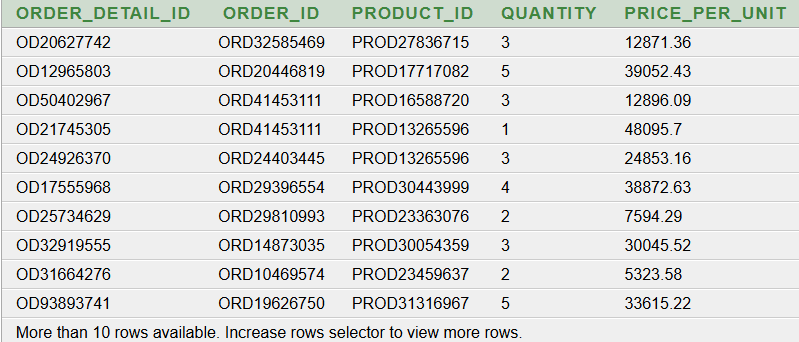 ORDER_DETAIL_ID ORDER_ID PRODUCT_ID QUANTITY PRICE_PER_UNIT
OD20627742 ORD32585469 PROD27836715 3 12871.36
OD12965803 ORD20446819 PROD17717082 5 39052.43
OD50402967 ORD41453111 PROD16588720 3 12896.09
OD21745305 ORD41453111 PROD13265596 1 48095.7
OD24926370 ORD24403445 PROD13265596 3 24853.16
OD17555968 ORD29396554 PROD30443999 4 38872.63
OD25734629 ORD29810993 PROD23363076 2 7594.29
OD32919555 ORD14873035 PROD30054359 3 30045.52
OD31664276 ORD10469574 PROD23459637 2 5323.58
OD93893741 ORD19626750 PROD31316967 5 33615.22
More than 10 rows available. Increase rows selector to view more rows.